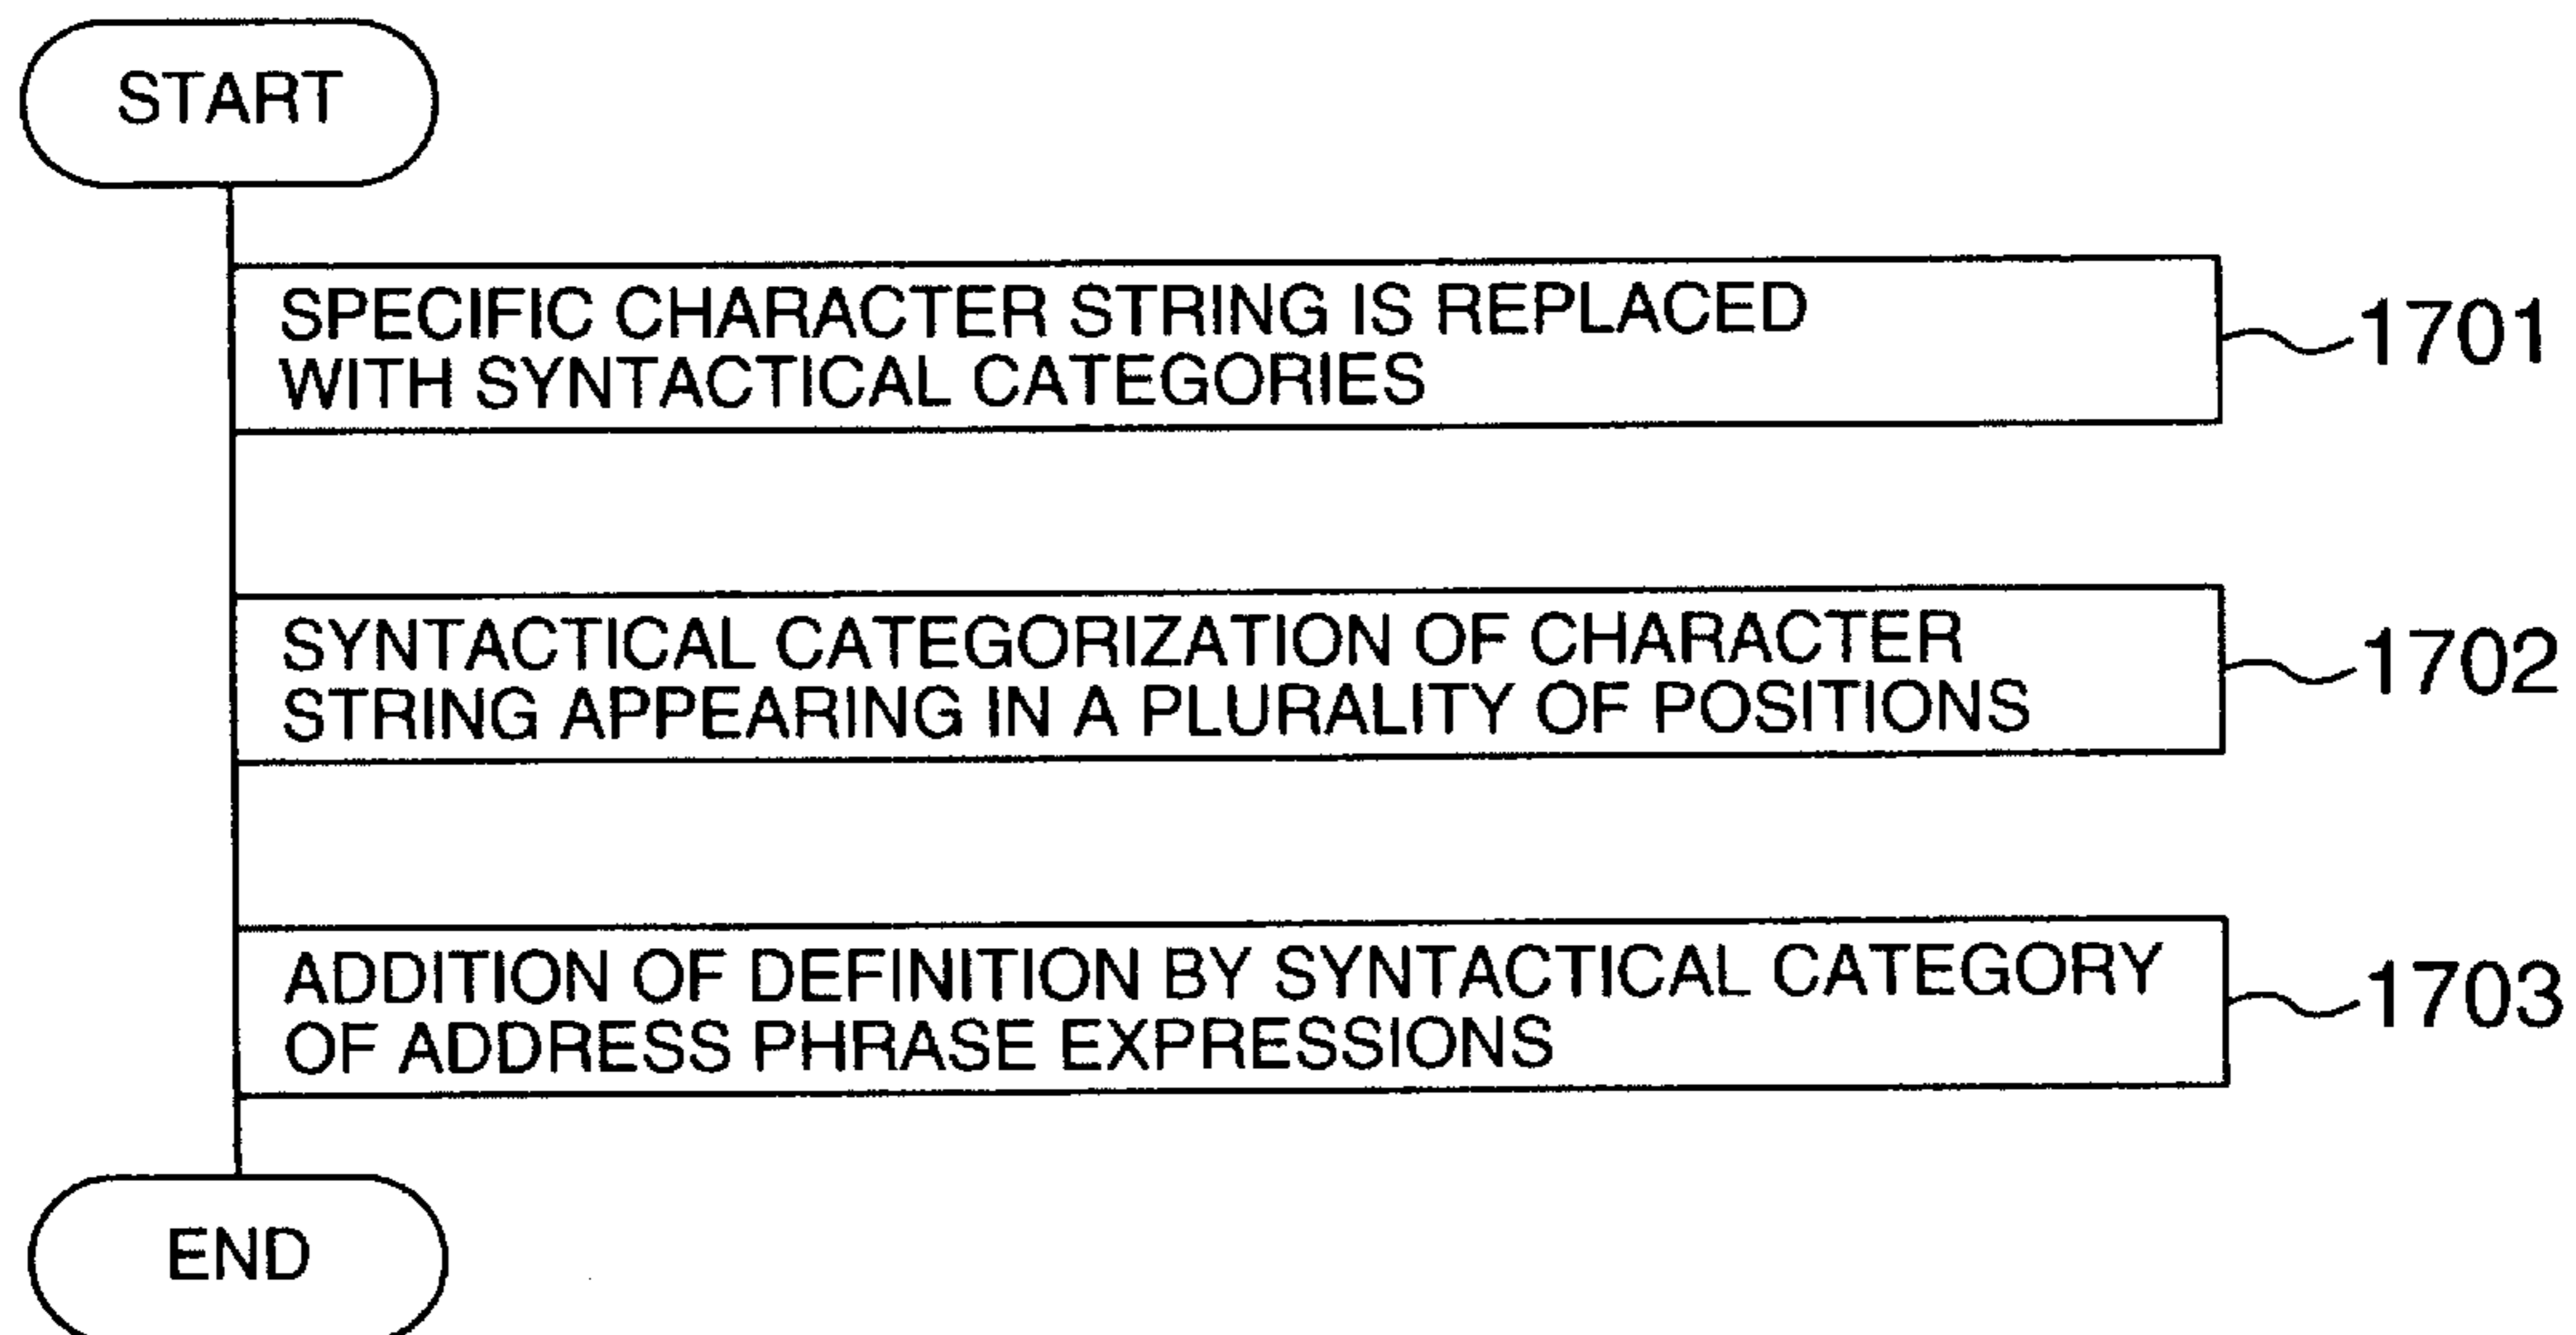 START
SPECIFIC CHARACTER STRING IS REPLACED
WITH SYNTACTICAL CATEGORIES
1701
SYNTACTICAL CATEGORIZATION OF CHARACTER
STRING APPEARING IN A PLURALITY OF POSITIONS
1702
ADDITION OF DEFINITION BY SYNTACTICAL CATEGORY
OF ADDRESS PHRASE EXPRESSIONS
1703
END